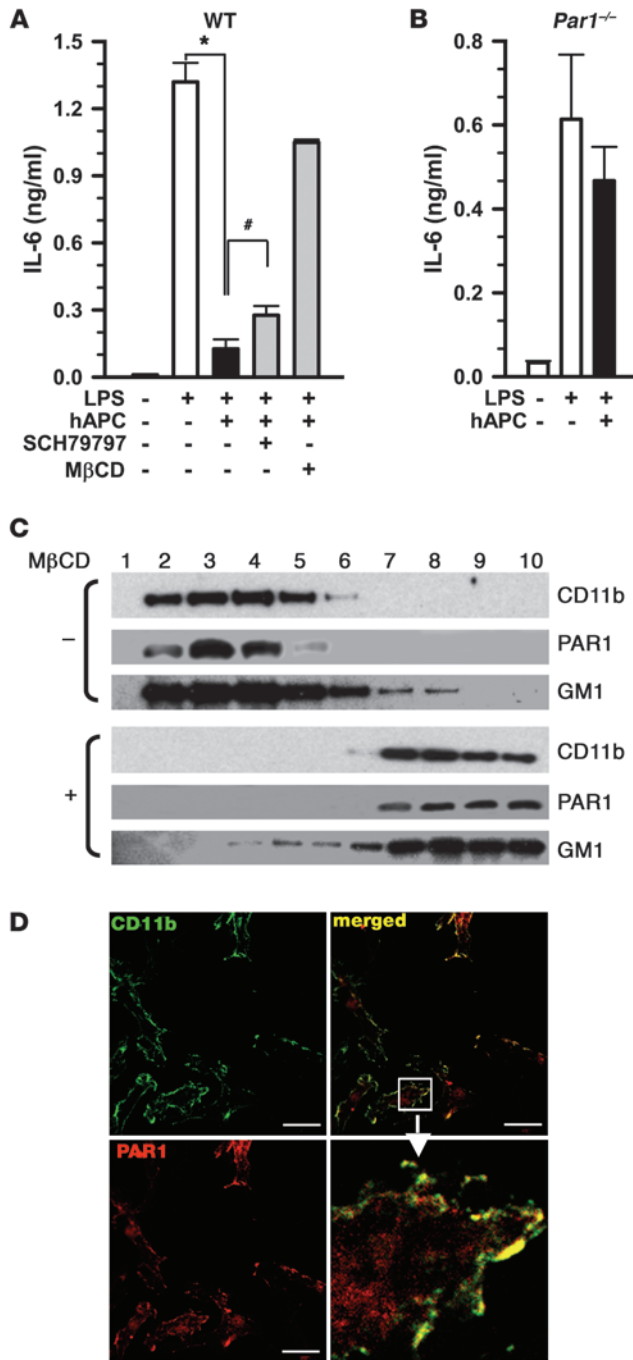 A
WT
*
#
IL-6 (ng/ml)
1.5
1.2
0.9
0.6
0.3
0.0
LPS - + + + +
hAPC - - + + +
SCH79797 - - - + -
MβCD - - - - +
B
Par1–/–
IL-6 (ng/ml)
0.8
0.6
0.4
0.2
0.0
LPS - + +
hAPC - - +
C
MβCD 1 2 3 4 5 6 7 8 9 10
–
CD11b
PAR1
GM1
+
CD11b
PAR1
GM1
D
CD11b
merged
PAR1